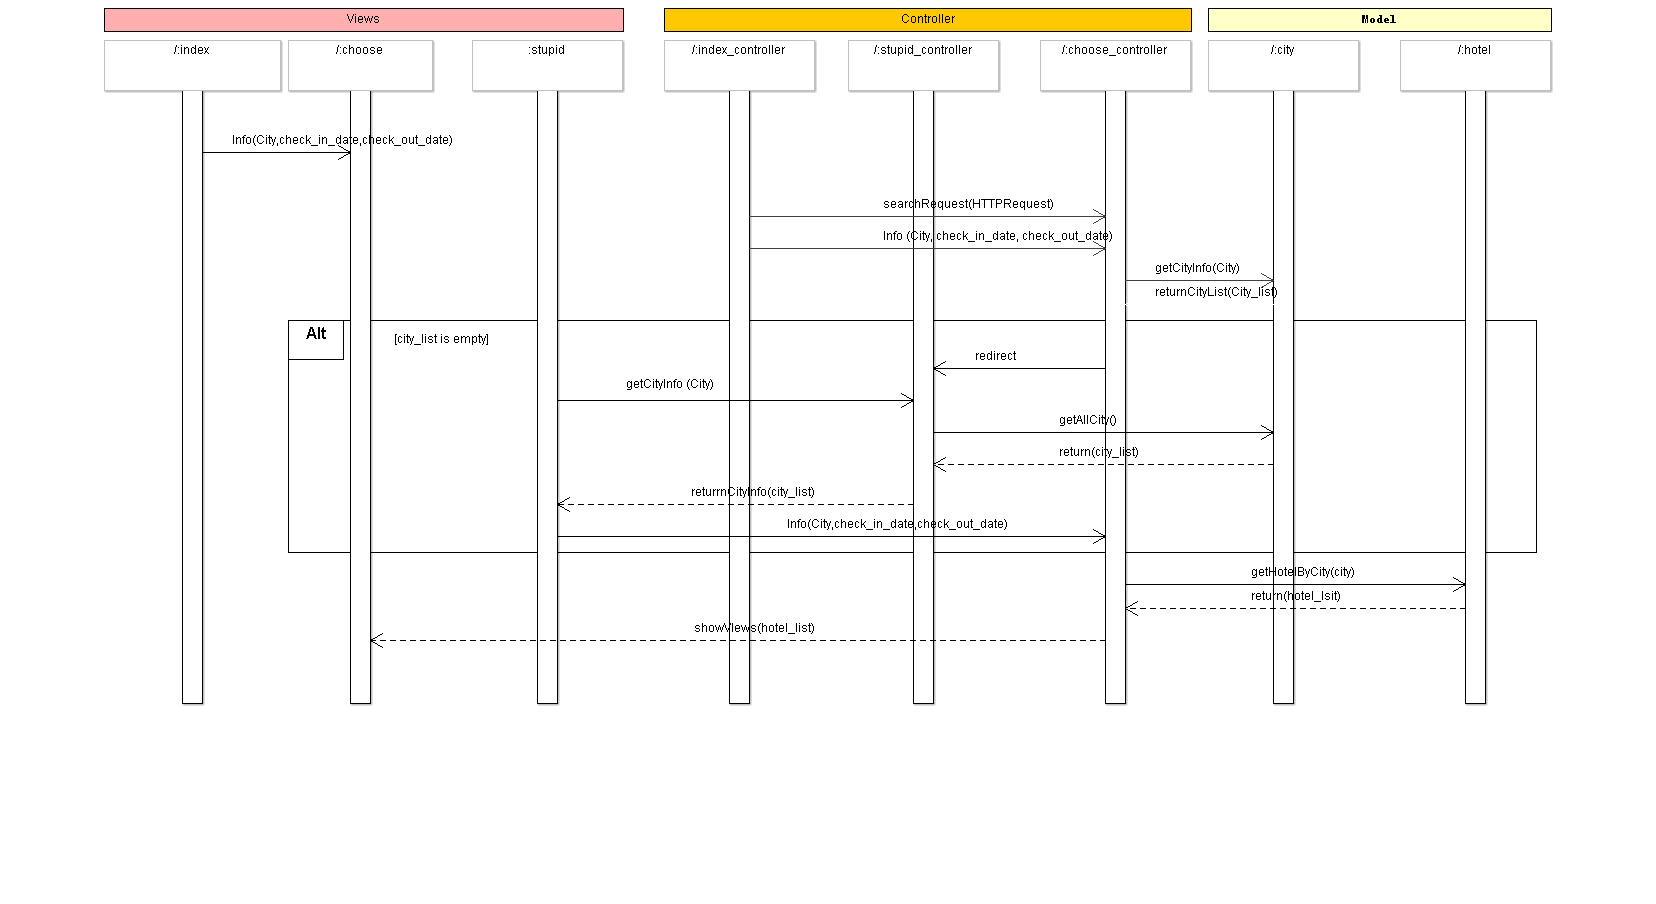 Views
Controller
Model
/:index
/:choose
:stupid
/:index_controller
/:stupid_controller
/:choose_controller
/:city
/:hotel
Info(City,check_in_date,check_out_date)
searchRequest(HTTPRequest)
Info (City, check_in_date, check_out_date)
getCityInfo(City)
returnCityList(City_list)
Alt
[city_list is empty]
redirect
getCityInfo (City)
getAllCity()
return(city_list)
returrnCityInfo(city_list)
Info(City,check_in_date,check_out_date)
getHotelByCity(city)
return(hotel_lsit)
showViews(hotel_list)